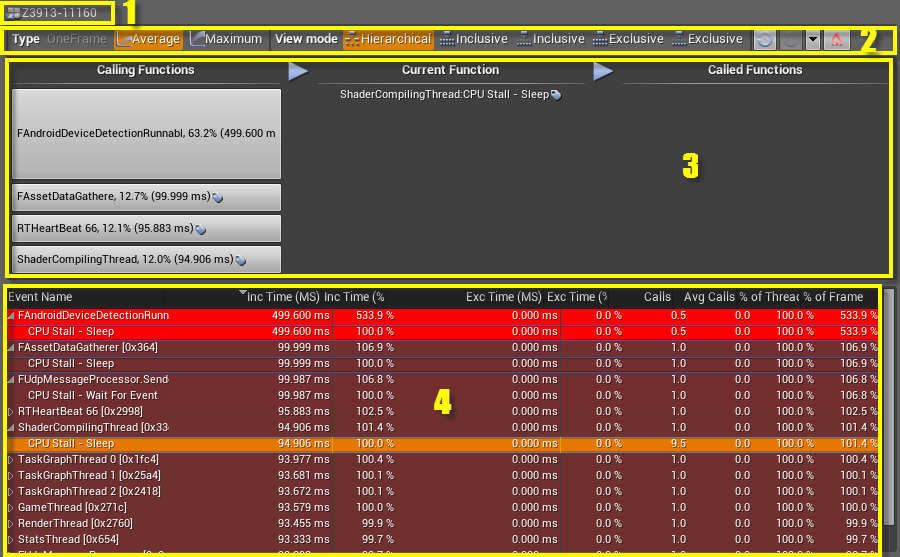 Z3913-11160 1
Type OneFrame Average Maximum View mode Hierarchical Inclusive Inclusive Exclusive Exclusive 2
Calling Functions Current Function Called Functions
ShaderCompilingThread:CPU Stall - Sleep
FAndroidDeviceDetectionRunnabl, 63.2% (499.600 m
3
FAssetDataGathere, 12.7% (99.999 ms)
RTHeartBeat 66, 12.1% (95.883 ms)
ShaderCompilingThread, 12.0% (94.906 ms)
Event Name Inc Time (MS) Inc Time (% Exc Time (MS) Exc Time (% Calls Avg Calls % of Threac % of Frame
FAndroidDeviceDetectionRunn 499.600 ms 533.9 % 0.000 ms 0.0 % 0.5 0.0 100.0 % 533.9 %
CPU Stall - Sleep 499.600 ms 100.0 % 0.000 ms 0.0 % 0.5 0.0 100.0 % 533.9 %
FAssetDataGatherer [0x364] 99.999 ms 106.9 % 0.000 ms 0.0 % 1.0 0.0 100.0 % 106.9 %
CPU Stall - Sleep 99.999 ms 100.0 % 0.000 ms 0.0 % 1.0 0.0 100.0 % 106.9 %
FUdpMessageProcessor.Send 99.987 ms 106.8 % 0.000 ms 0.0 % 1.0 0.0 100.0 % 106.8 %
CPU Stall - Wait For Event 99.987 ms 100.0 % 0.000 ms 0.0 % 1.0 0.0 100.0 % 106.8 %
4
RTHeartBeat 66 [0x2998] 95.883 ms 102.5 % 0.000 ms 0.0 % 1.0 0.0 100.0 % 102.5 %
ShaderCompilingThread [0x33 94.906 ms 101.4 % 0.000 ms 0.0 % 1.0 0.0 100.0 % 101.4 %
CPU Stall - Sleep 94.906 ms 100.0 % 0.000 ms 0.0 % 9.5 0.0 100.0 % 101.4 %
TaskGraphThread 0 [0x1fc4] 93.977 ms 100.4 % 0.000 ms 0.0 % 1.0 0.0 100.0 % 100.4 %
TaskGraphThread 1 [0x25a4] 93.681 ms 100.1 % 0.000 ms 0.0 % 1.0 0.0 100.0 % 100.1 %
TaskGraphThread 2 [0x2418] 93.672 ms 100.1 % 0.000 ms 0.0 % 1.0 0.0 100.0 % 100.1 %
GameThread [0x271c] 93.579 ms 100.0 % 0.000 ms 0.0 % 1.0 0.0 100.0 % 100.0 %
RenderThread [0x2760] 93.455 ms 99.9 % 0.000 ms 0.0 % 1.0 0.0 100.0 % 99.9 %
StatsThread [0x654] 93.333 ms 99.7 % 0.000 ms 0.0 % 1.0 0.0 100.0 % 99.7 %